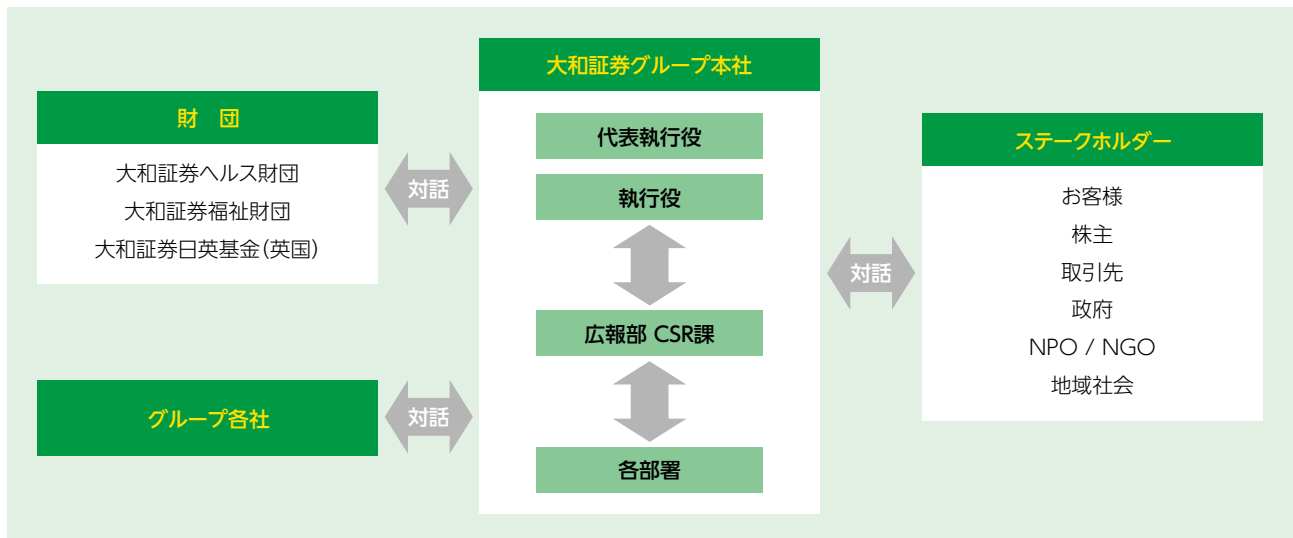 財　団
大和証券ヘルス財団
大和証券福祉財団
大和証券日英基金（英国）
グループ各社
対話
対話
大和証券グループ本社
代表執行役
執行役
広報部 CSR課
各部署
対話
ステークホルダー
お客様
株主
取引先
政府
NPO / NGO
地域社会